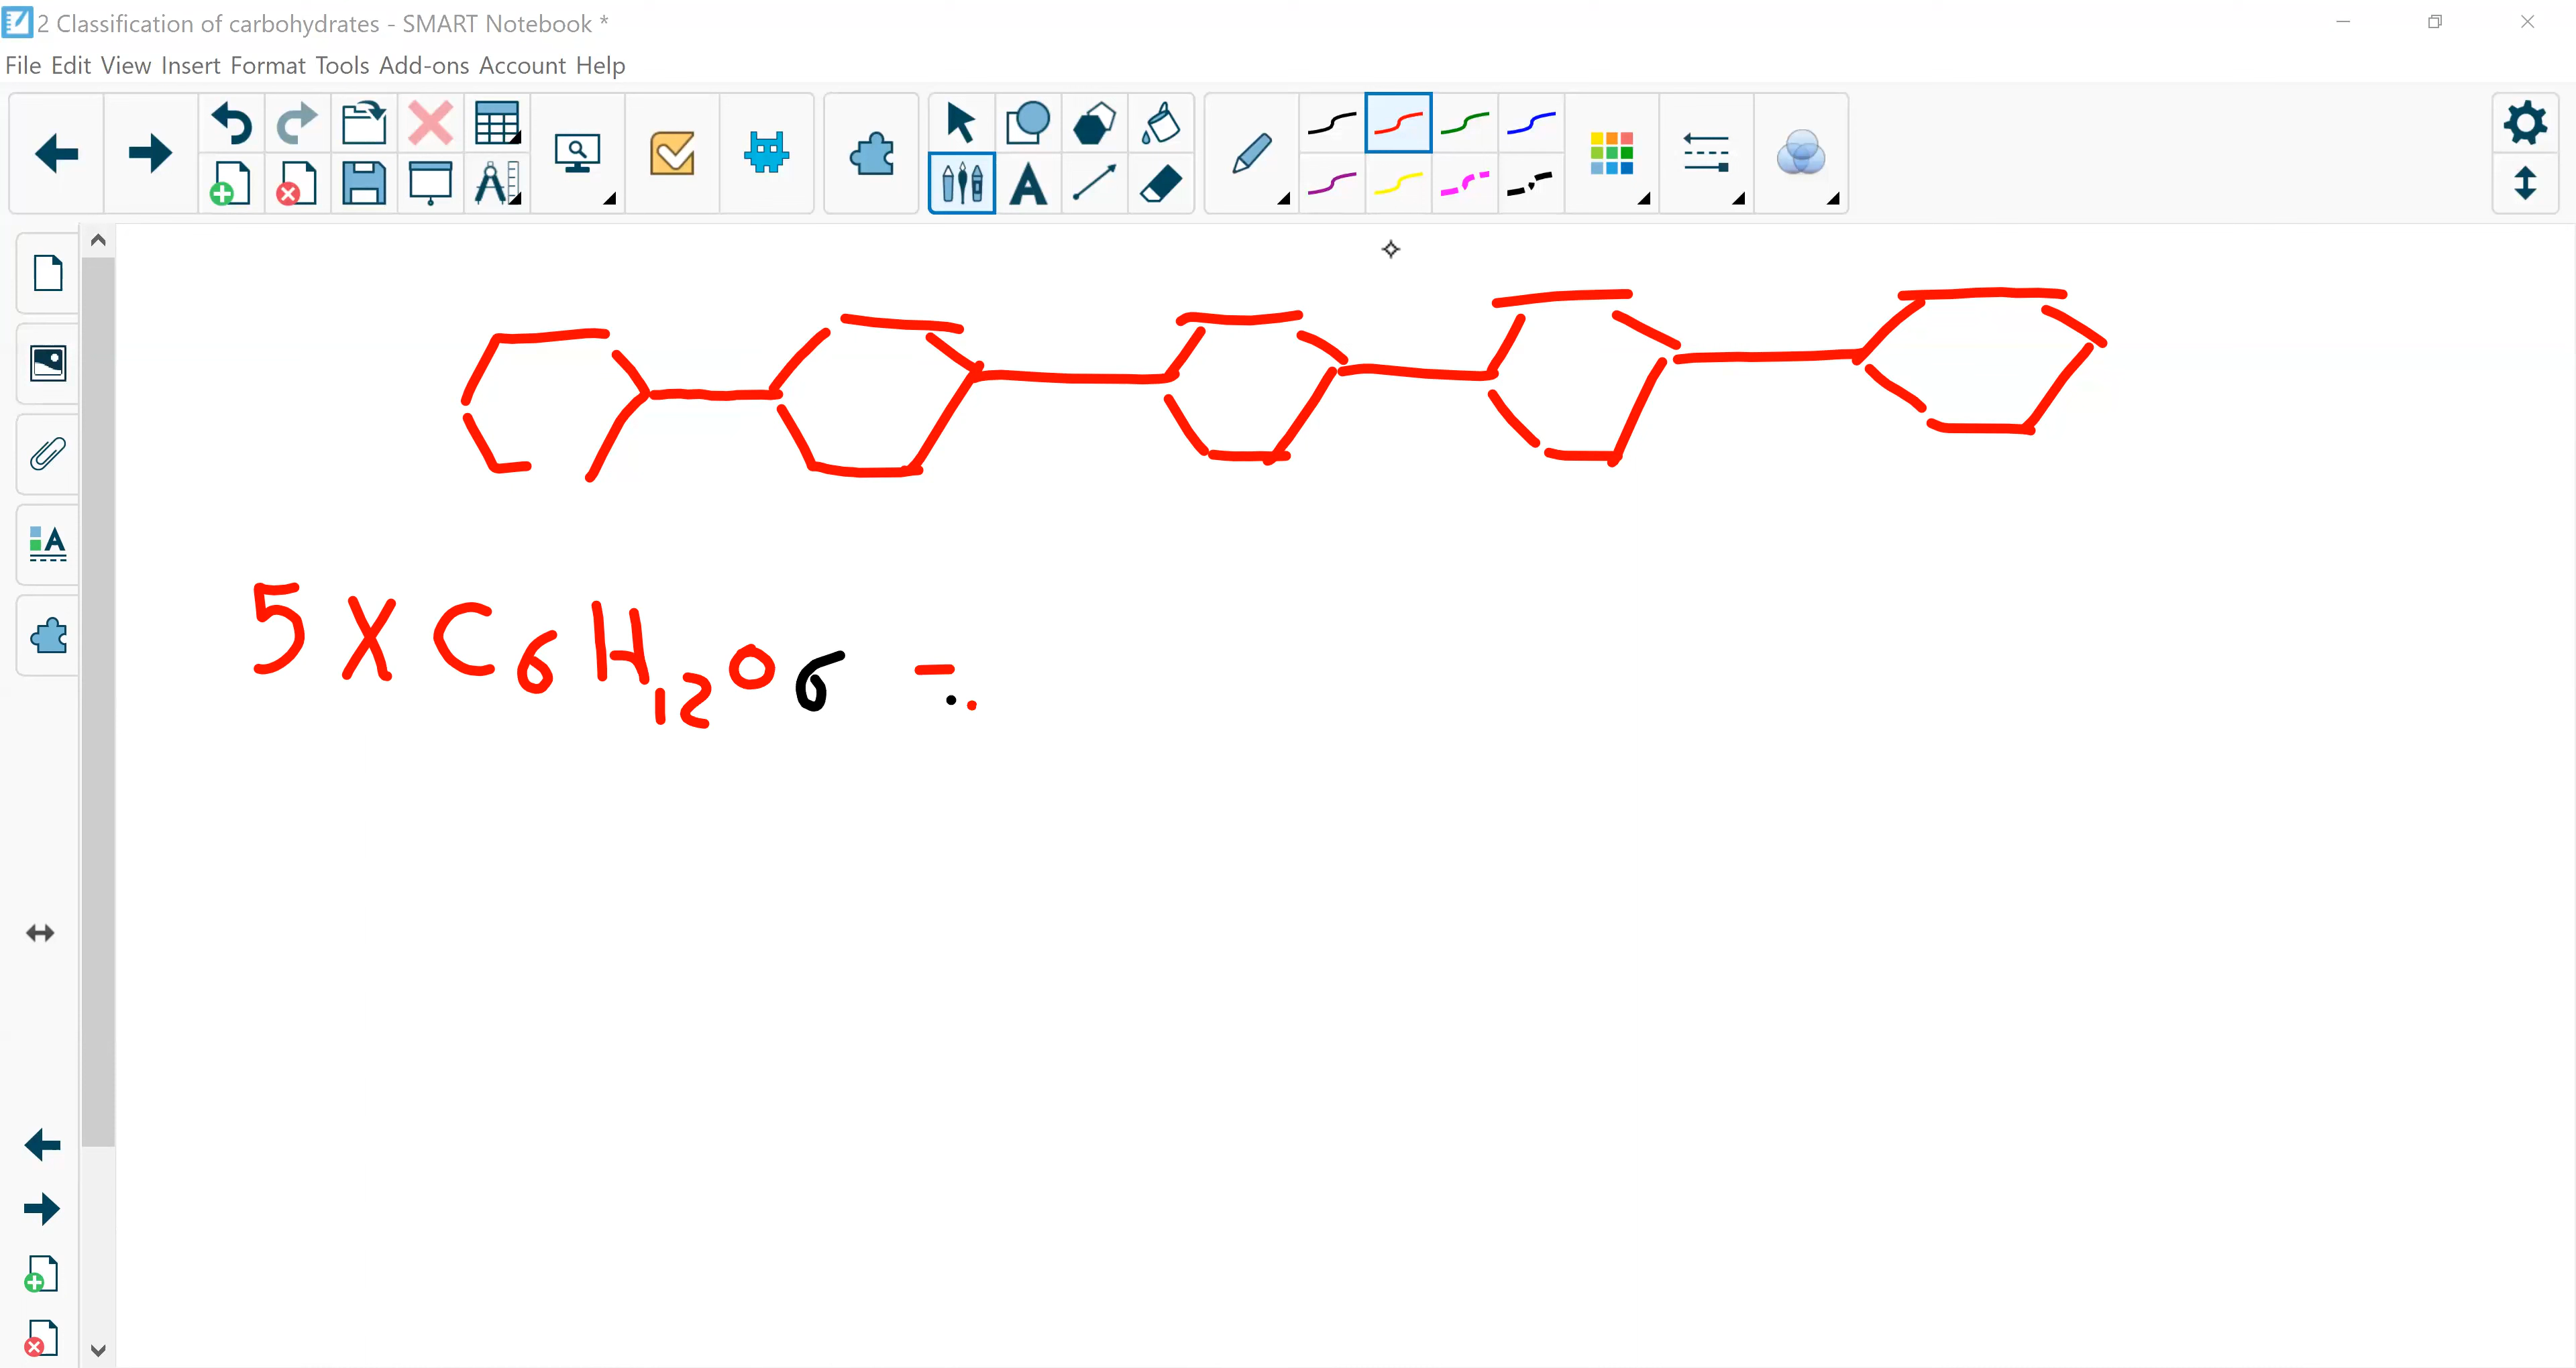 2 Classification of carbohydrates - SMART Notebook *
File Edit View Insert Format Tools Add-ons Account Help
5 X C6H12O6 =